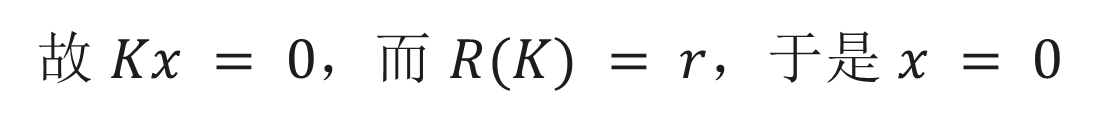 故 Kx = 0，而 R(K) = r，于是 x = 0